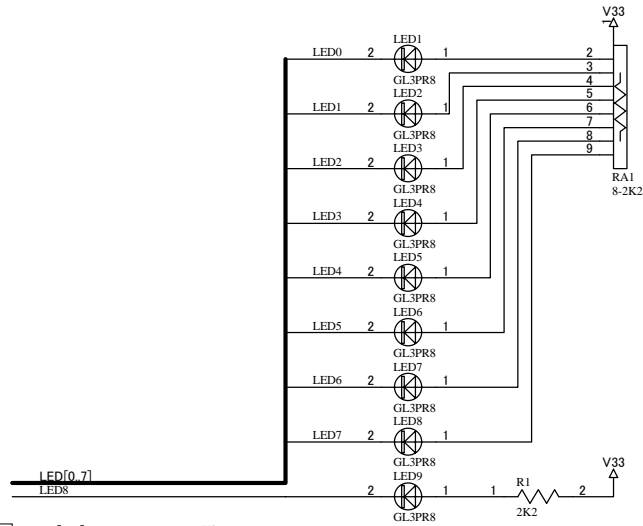 V33
LED1
LED0 2 1 2
3
GL3PR8
LED2
4
5
LED1 2 1 6
7
GL3PR8
LED3
8
9
LED2 2 1
GL3PR8
RA1
8-2K2
LED4
LED3 2 1
GL3PR8
LED5
LED4 2 1
GL3PR8
LED6
LED5 2 1
GL3PR8
LED7
LED6 2 1
GL3PR8
LED8
LED7 2 1
GL3PR8
LED[0..7]
LED9
V33
LED8 2 1 1 R1 2
2K2
GL3PR8